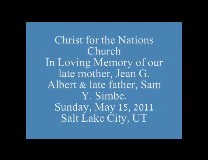 Christ for the Nations
Church
In Loving Memory of our
late mother, Jean G.
Albert & late father, Sam
Y. Simbe.
Sunday, May 15, 2011
Salt Lake City, UT